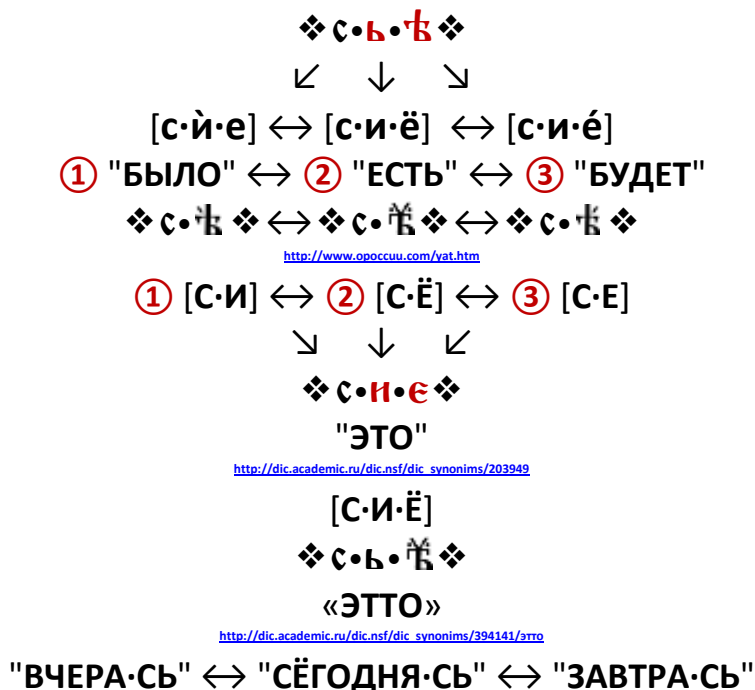 ❖ с•ь•ѣ ❖
↙ ↓ ↘
[с·ѝ·е] ↔ [с·и·ё] ↔ [с·и·é]
① "БЫЛО" ↔ ② "ЕСТЬ" ↔ ③ "БУДЕТ"
❖ с•ѣ ❖ ↔ ❖ с•ѣ ❖ ↔ ❖ с•ѣ ❖
http://www.opoccuu.com/yat.htm
① [С·И] ↔ ② [С·Ё] ↔ ③ [С·Е]
↘ ↓ ↙
❖ с•и•є ❖
"ЭТО"
http://dic.academic.ru/dic.nsf/dic_synonims/203949
[С·И·Ё]
❖ с•ь•ѣ ❖
«ЭТТО»
http://dic.academic.ru/dic.nsf/dic_synonims/394141/этто
"ВЧЕРА·СЬ" ↔ "СЁГОДНЯ·СЬ" ↔ "ЗАВТРА·СЬ"